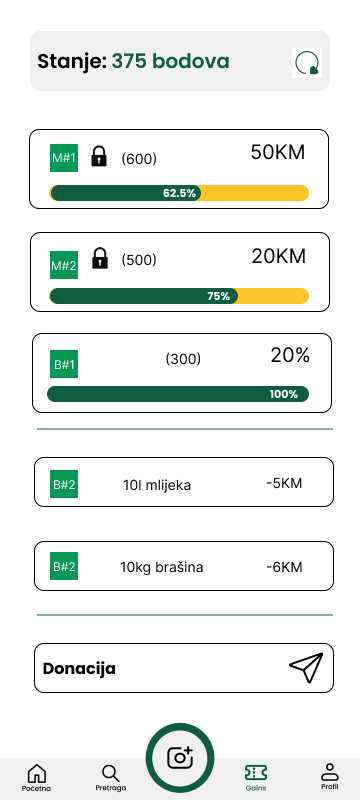 Stanje: 375 bodova
M#1 (600) 50KM
62.5%
M#2 (500) 20KM
75%
B#1 (300) 20%
100%
B#2 10l mlijeka -5KM
B#2 10kg brašina -6KM
Donacija
Početna Pretraga Gains Profil